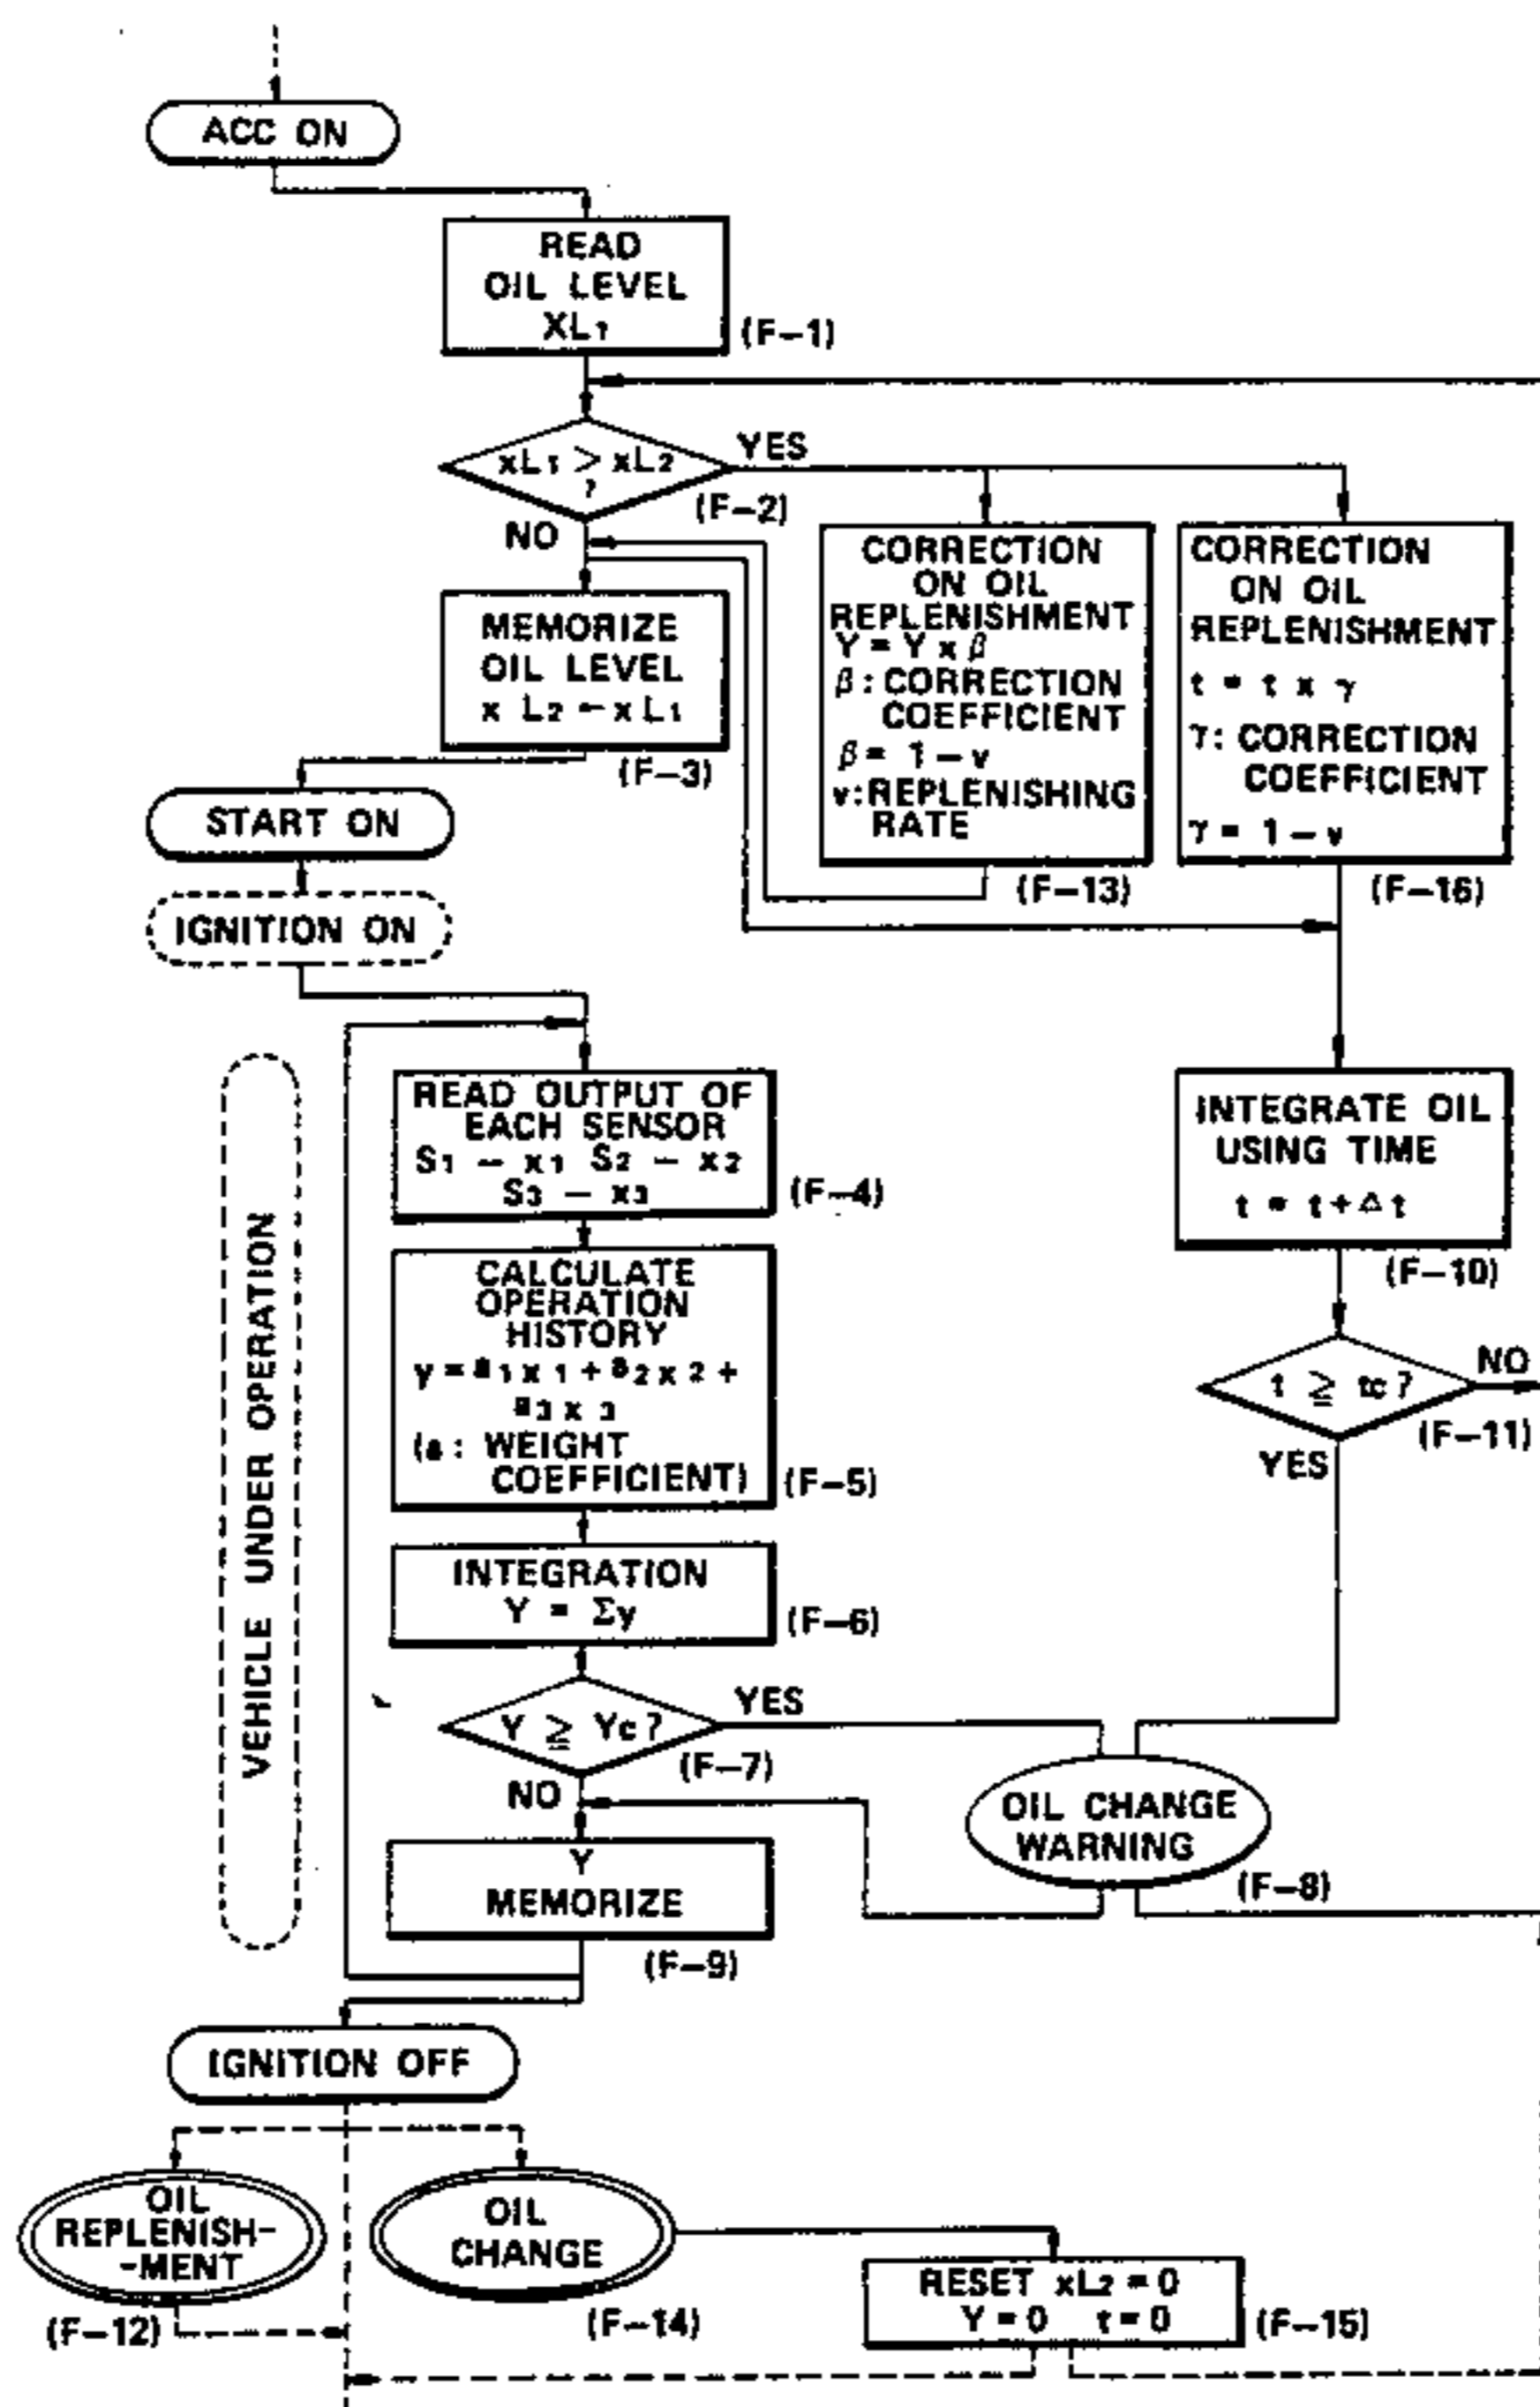 ACC ON
READ
OIL LEVEL
XL1
(F-1)
xL1 > xL2
?
YES
(F-2)
NO
MEMORIZE
OIL LEVEL
x L2 - x L1
(F-3)
CORRECTION
ON OIL
REPLENISHMENT
Y = Y x β
β : CORRECTION
COEFFICIENT
β = 1 - v
v : REPLENISHING
RATE
(F-13)
CORRECTION
ON OIL
REPLENISHMENT
t = t x γ
γ : CORRECTION
COEFFICIENT
γ = 1 - v
(F-16)
START ON
IGNITION ON
VEHICLE UNDER OPERATION
READ OUTPUT OF
EACH SENSOR
S1 - x1 S2 - x2
S3 - x3
(F-4)
CALCULATE
OPERATION
HISTORY
y = a1 x 1 + a2 x 2 +
a3 x 3
(a : WEIGHT
COEFFICIENT)
(F-5)
INTEGRATION
Y = Σy
(F-6)
Y ≧ Yc ?
YES
(F-7)
NO
Y
MEMORIZE
(F-9)
INTEGRATE OIL
USING TIME
t = t + Δ t
(F-10)
t ≧ tc ?
NO
(F-11)
YES
OIL CHANGE
WARNING
(F-8)
IGNITION OFF
OIL
REPLENISH-
-MENT
(F-12)
OIL
CHANGE
(F-14)
RESET xL2 = 0
Y = 0 t = 0
(F-15)